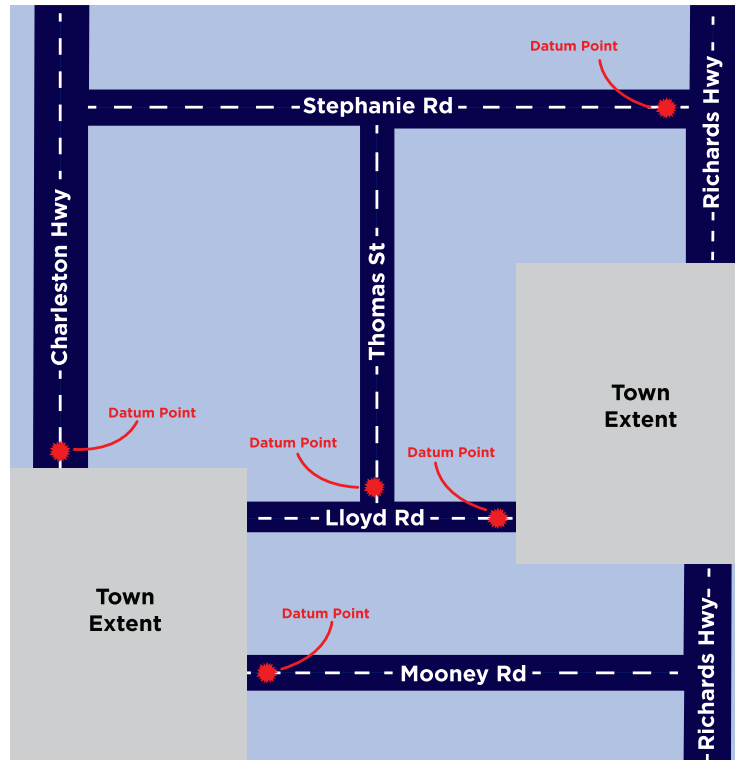 Datum Point
Stephanie Rd
Richards Hwy
Charleston Hwy
Thomas St
Town
Extent
Datum Point
Datum Point
Datum Point
Lloyd Rd
Town
Extent
Datum Point
Mooney Rd
Richards Hwy